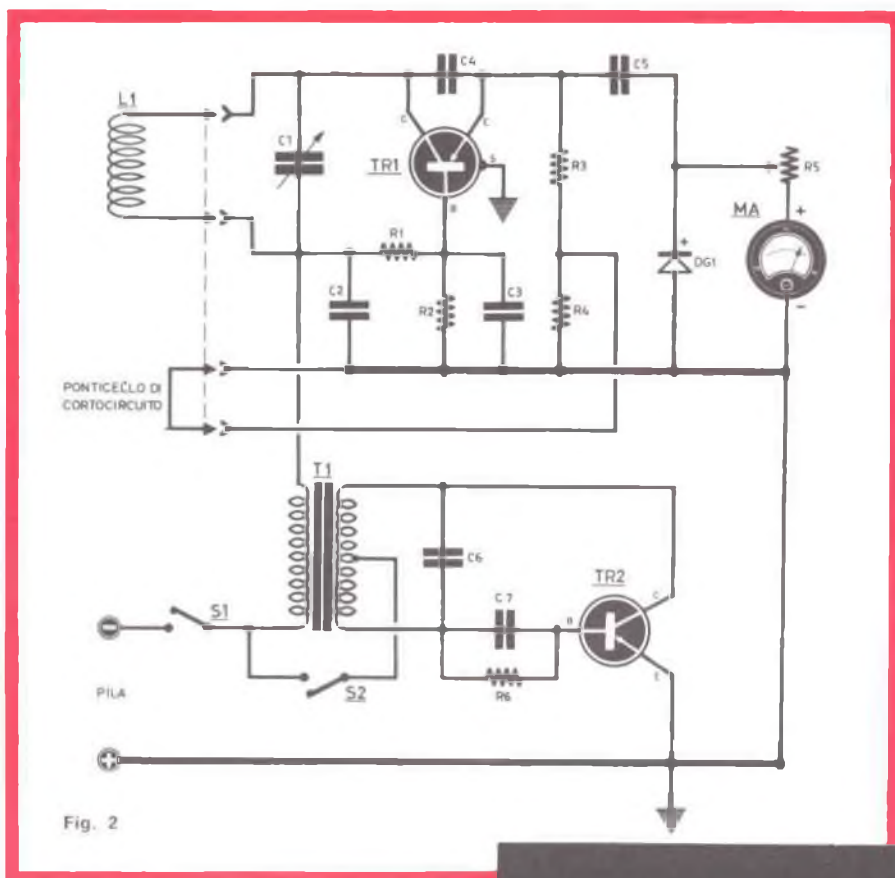 L1
C4
C5
C
C
C1
TR1
S
R3
R5
B
MA
+
R1
DG1
+
C2
R2
C3
R4
-
PONTICELLO DI
CORTOCIRCUITO
T1
C6
TR2
C7
B
C
S1
R6
E
S2
PILA
Fig. 2